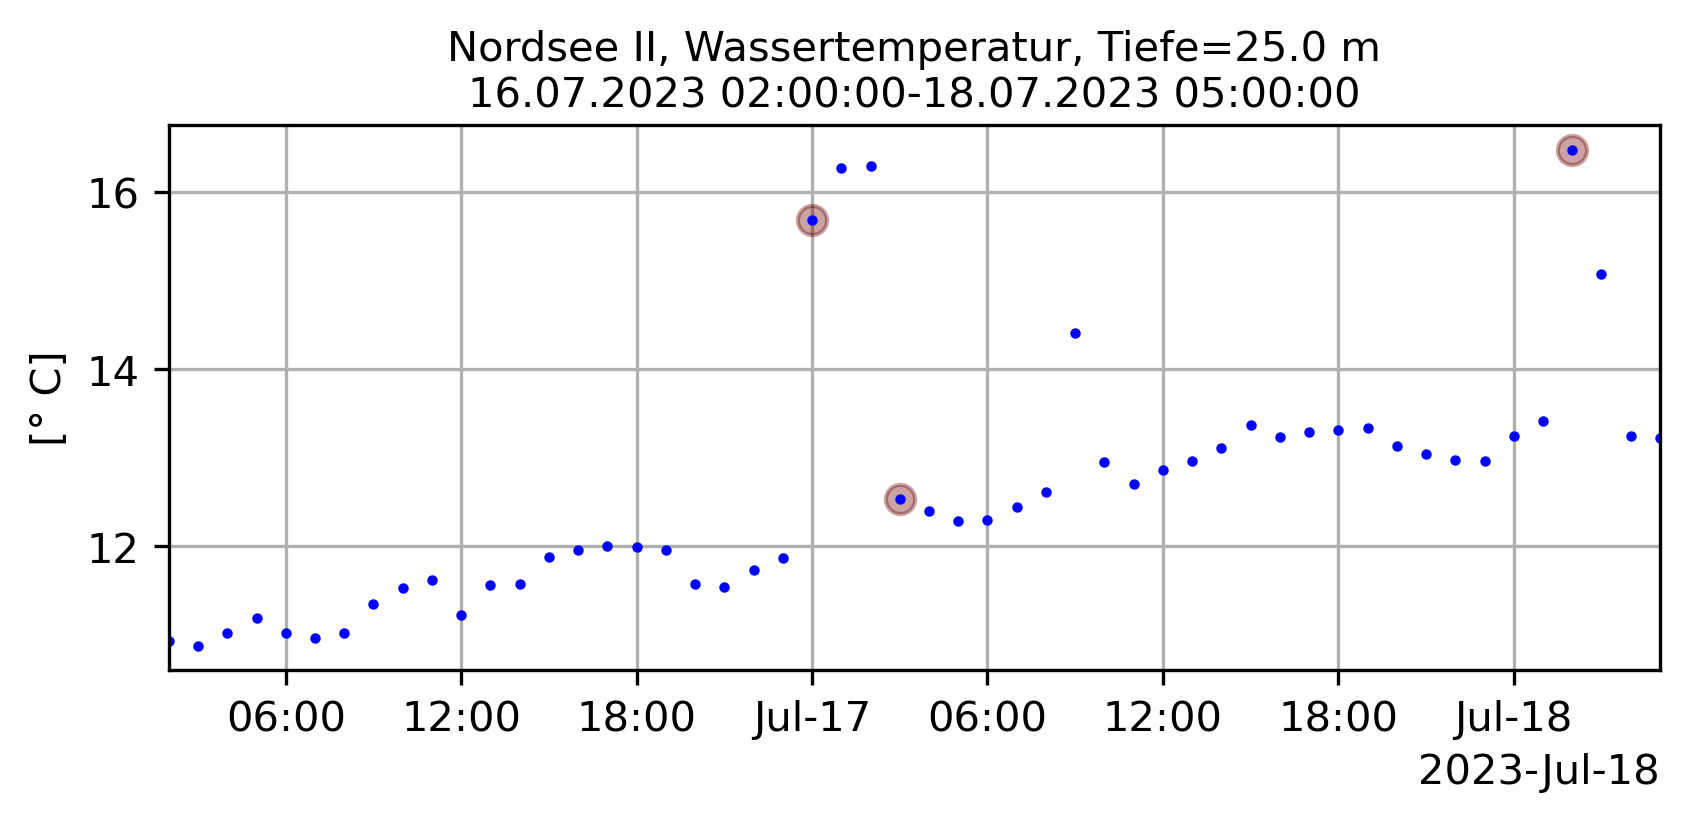 Nordsee II, Wassertemperatur, Tiefe=25.0 m
16.07.2023 02:00:00-18.07.2023 05:00:00
[° C]
16
14
12
06:00 12:00 18:00 Jul-17 06:00 12:00 18:00 Jul-18
2023-Jul-18